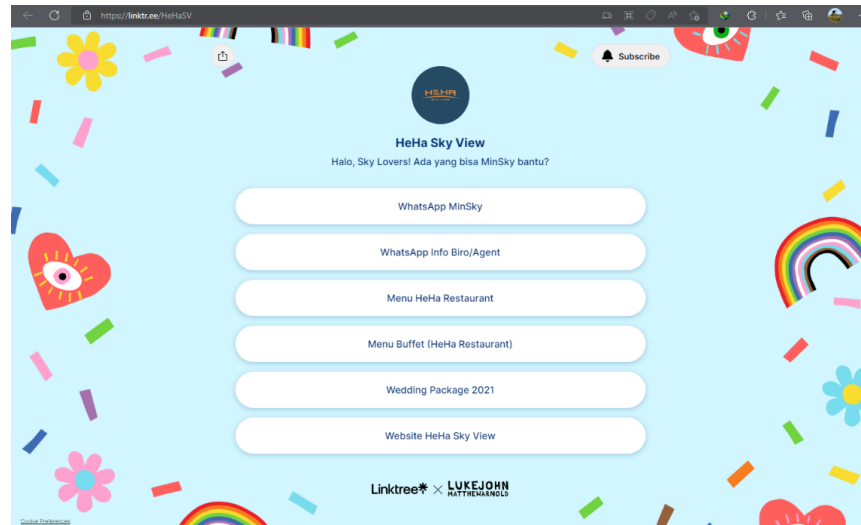 https://linktr.ee/HeHaSV
Subscribe
HEHA
HeHa Sky View
Halo, Sky Lovers! Ada yang bisa MinSky bantu?
WhatsApp MinSky
WhatsApp Info Biro/Agent
Menu HeHa Restaurant
Menu Buffet (HeHa Restaurant)
Wedding Package 2021
Website HeHa Sky View
Linktree* × LUKEJOHN
MATTHEWARNOLD
Cookie Preferences